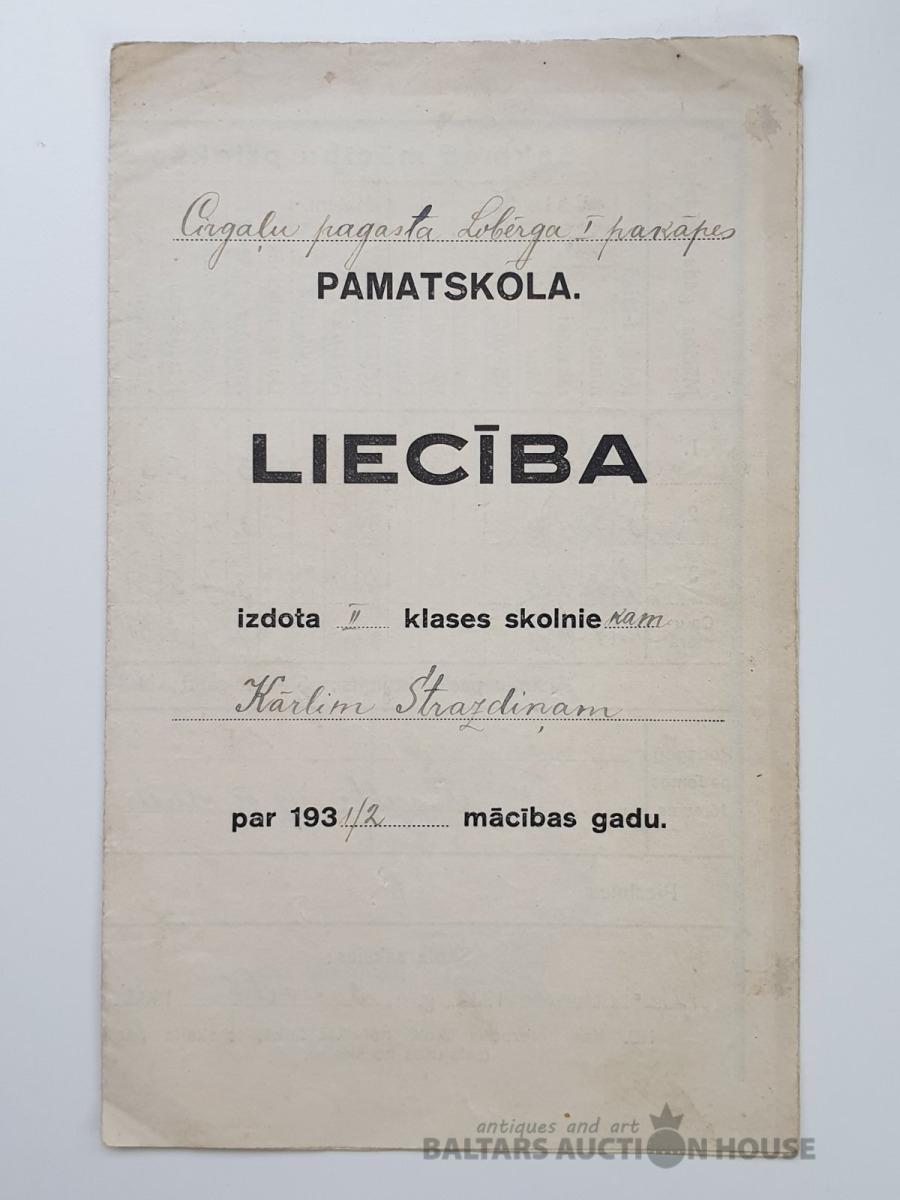 Cirgaļu pagasta Lobērga I pakāpes
PAMATSKOLA.
LIECĪBA
izdota II klases skolniekam
Kārlim Strazdiņam
par 1931/2 mācības gadu.
antiques and art
BALTARS AUCTION HOUSE